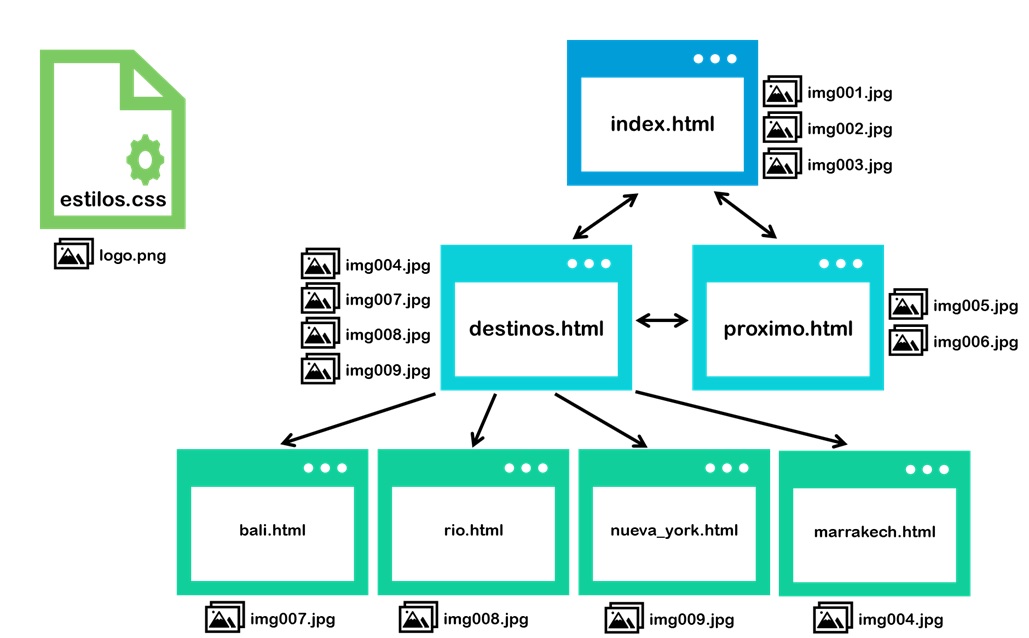 estilos.css
logo.png
index.html
img001.jpg
img002.jpg
img003.jpg
img004.jpg
img007.jpg
img008.jpg
img009.jpg
destinos.html
proximo.html
img005.jpg
img006.jpg
bali.html
rio.html
nueva_york.html
marrakech.html
img007.jpg
img008.jpg
img009.jpg
img004.jpg